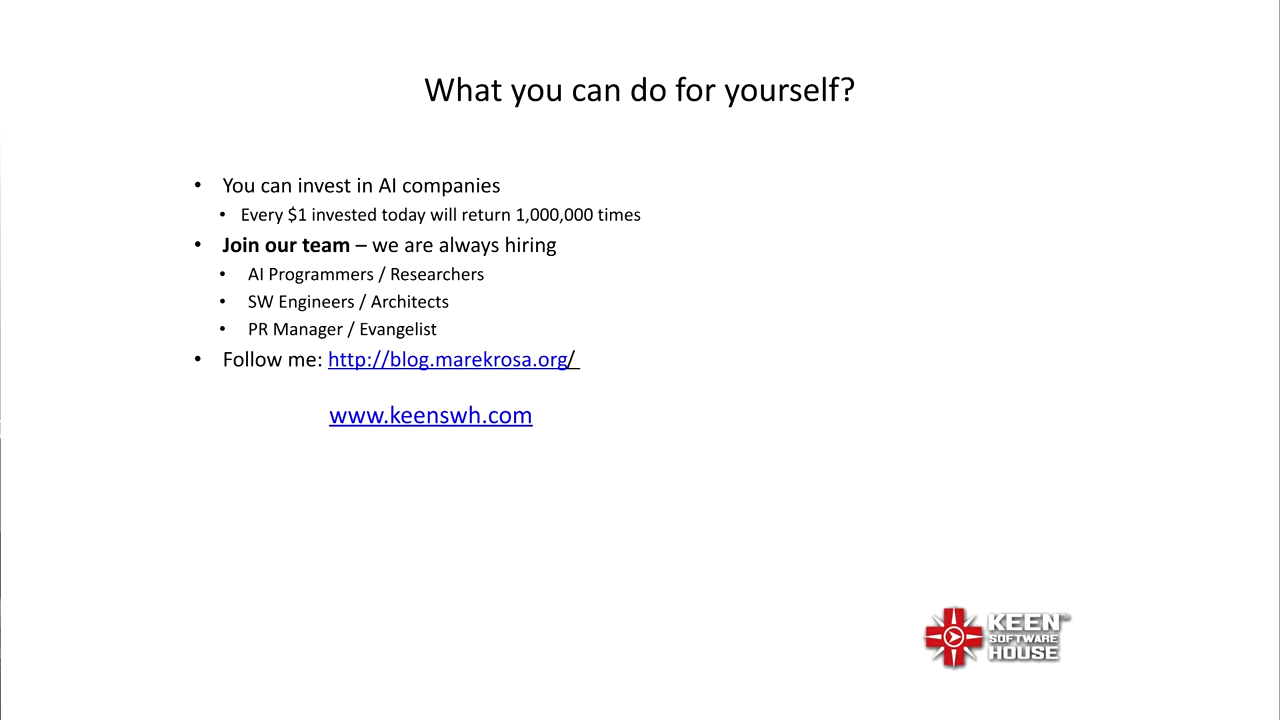 What you can do for yourself?
• You can invest in AI companies
• Every $1 invested today will return 1,000,000 times
• Join our team – we are always hiring
• AI Programmers / Researchers
• SW Engineers / Architects
• PR Manager / Evangelist
• Follow me: http://blog.marekrosa.org/
www.keenswh.com
KEEN™
SOFTWARE
HOUSE